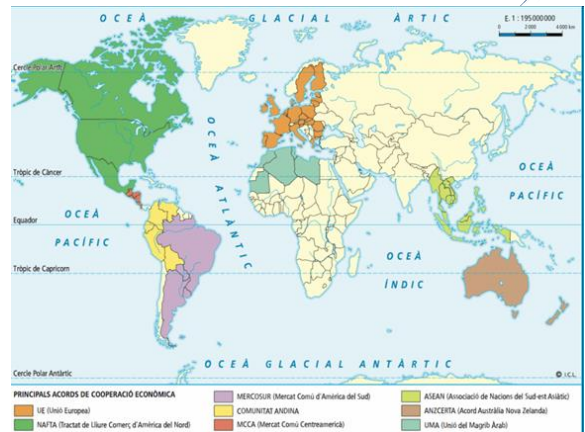 OCEÀ GLACIAL ÀRTIC
E. 1 : 195 000 000
0 2 000 4 000 km
Cercle Polar Àrtic
OCEÀ ATLÀNTIC
Tròpic de Càncer
OCEÀ
PACÍFIC
Equador
OCEÀ
PACÍFIC
Tròpic de Capricorn
OCEÀ
ÍNDIC
OCEÀ GLACIAL ANTÀRTIC
Cercle Polar Antàrtic
© I.C.L.
PRINCIPALS ACORDS DE COOPERACIÓ ECONÒMICA
UE (Unió Europea)
NAFTA (Tractat de Lliure Comerç d'Amèrica del Nord)
MERCOSUR (Mercat Comú d'Amèrica del Sud)
COMUNITAT ANDINA
MCCA (Mercat Comú Centreamericà)
ASEAN (Associació de Nacions del Sud-est Asiàtic)
ANZCERTA (Acord Austràlia Nova Zelanda)
UMA (Unió del Magrib Àrab)